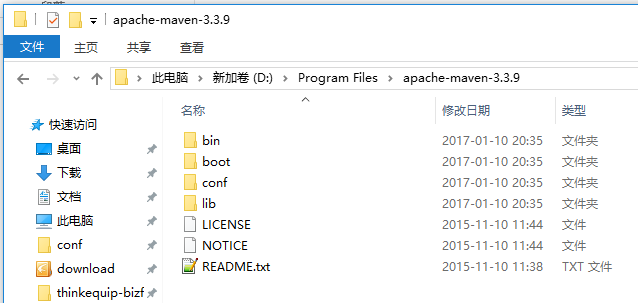 apache-maven-3.3.9
文件 主页 共享 查看
此电脑 新加卷 (D:) Program Files apache-maven-3.3.9
名称 修改日期 类型
快速访问
桌面
下载
文档
此电脑
conf
download
thinkequip-bizf
bin 2017-01-10 20:35 文件夹
boot 2017-01-10 20:35 文件夹
conf 2017-01-10 20:35 文件夹
lib 2017-01-10 20:35 文件夹
LICENSE 2015-11-10 11:44 文件
NOTICE 2015-11-10 11:44 文件
README.txt 2015-11-10 11:38 TXT 文件